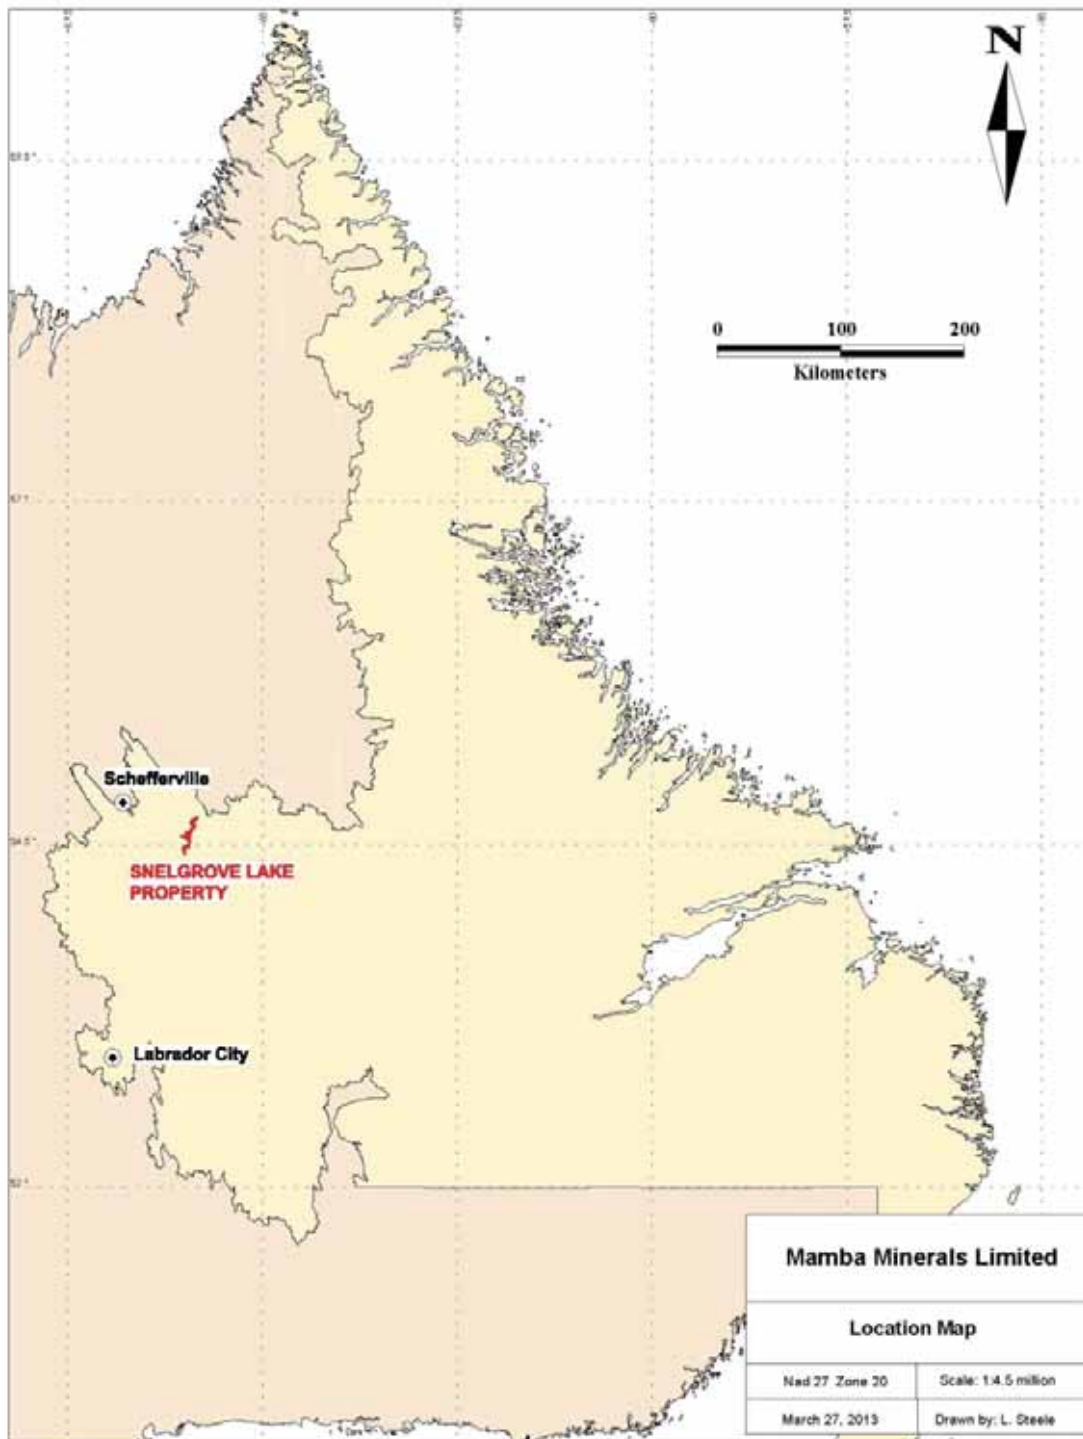 N
0 100 200
Kilometers
Schefferville
SNELGROVE LAKE
PROPERTY
Labrador City
52°
Mamba Minerals Limited
Location Map
Nad 27 Zone 20
Scale: 1:4.5 million
March 27, 2013
Drawn by: L. Steele